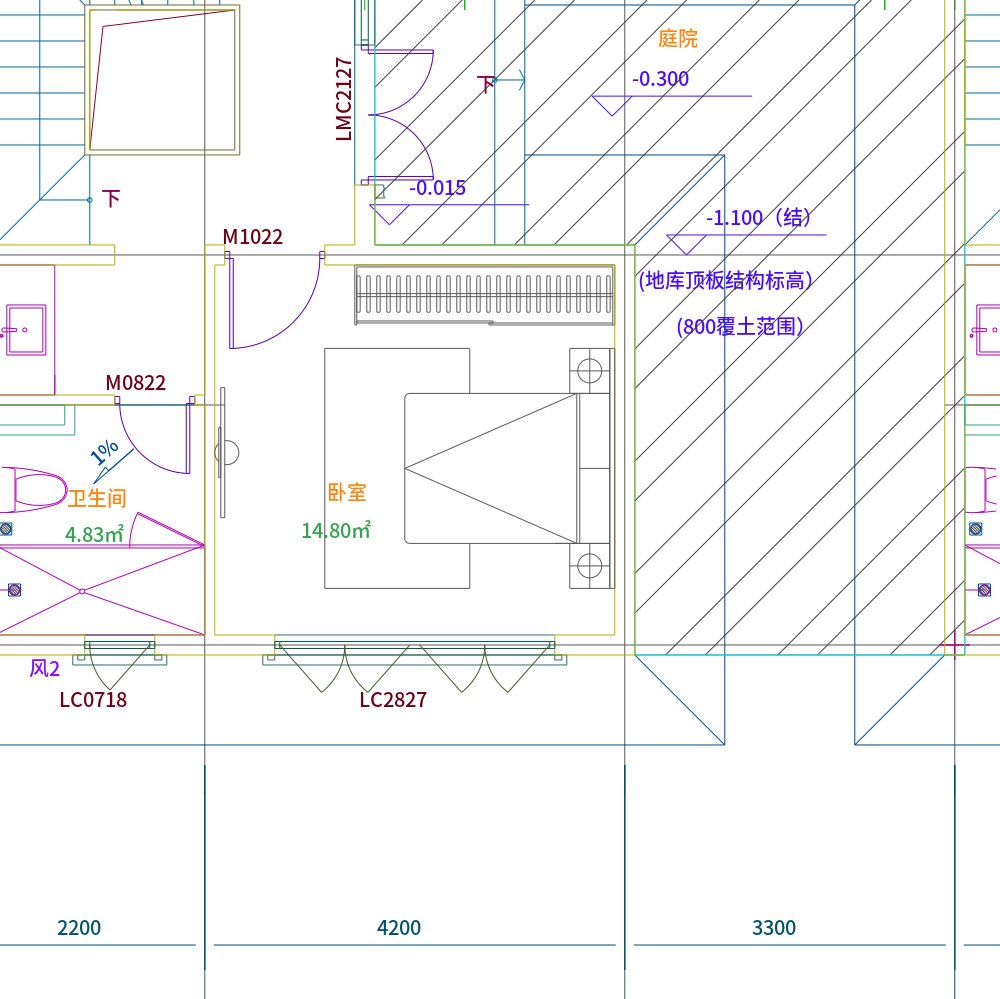 庭院
-0.300
LMC2127
下
下
-0.015
-1.100（结）
M1022
(地库顶板结构标高）
(800覆土范围）
M0822
1%
卫生间
4.83㎡
卧室
14.80㎡
风2
LC0718
LC2827
2200
4200
3300